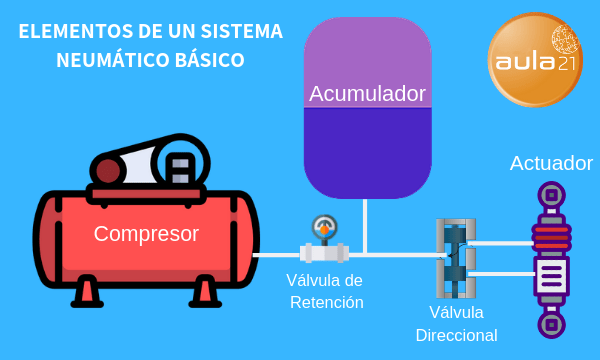 ELEMENTOS DE UN SISTEMA
NEUMÁTICO BÁSICO
aula21
Acumulador
Actuador
Compresor
Válvula de
Retención
Válvula
Direccional